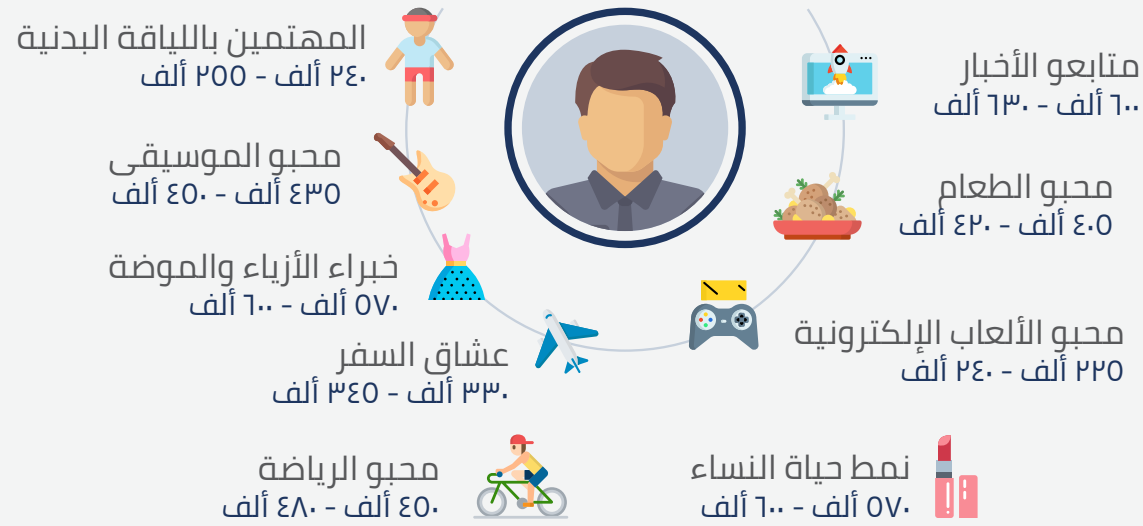 متابعو الأخبار
٦٠٠ ألف - ٦٣٠ ألف
محبو الطعام
٤٠٥ ألف - ٤٢٠ ألف
محبو الألعاب الإلكترونية
٢٢٥ ألف - ٢٤٠ ألف
نمط حياة النساء
٥٧٠ ألف - ٦٠٠ ألف
المهتمين باللياقة البدنية
٢٤٠ ألف - ٢٥٥ ألف
محبو الموسيقى
٤٣٥ ألف - ٤٥٠ ألف
خبراء الأزياء والموضة
٥٧٠ ألف - ٦٠٠ ألف
عشاق السفر
٣٣٠ ألف - ٣٤٥ ألف
محبو الرياضة
٤٥٠ ألف - ٤٨٠ ألف